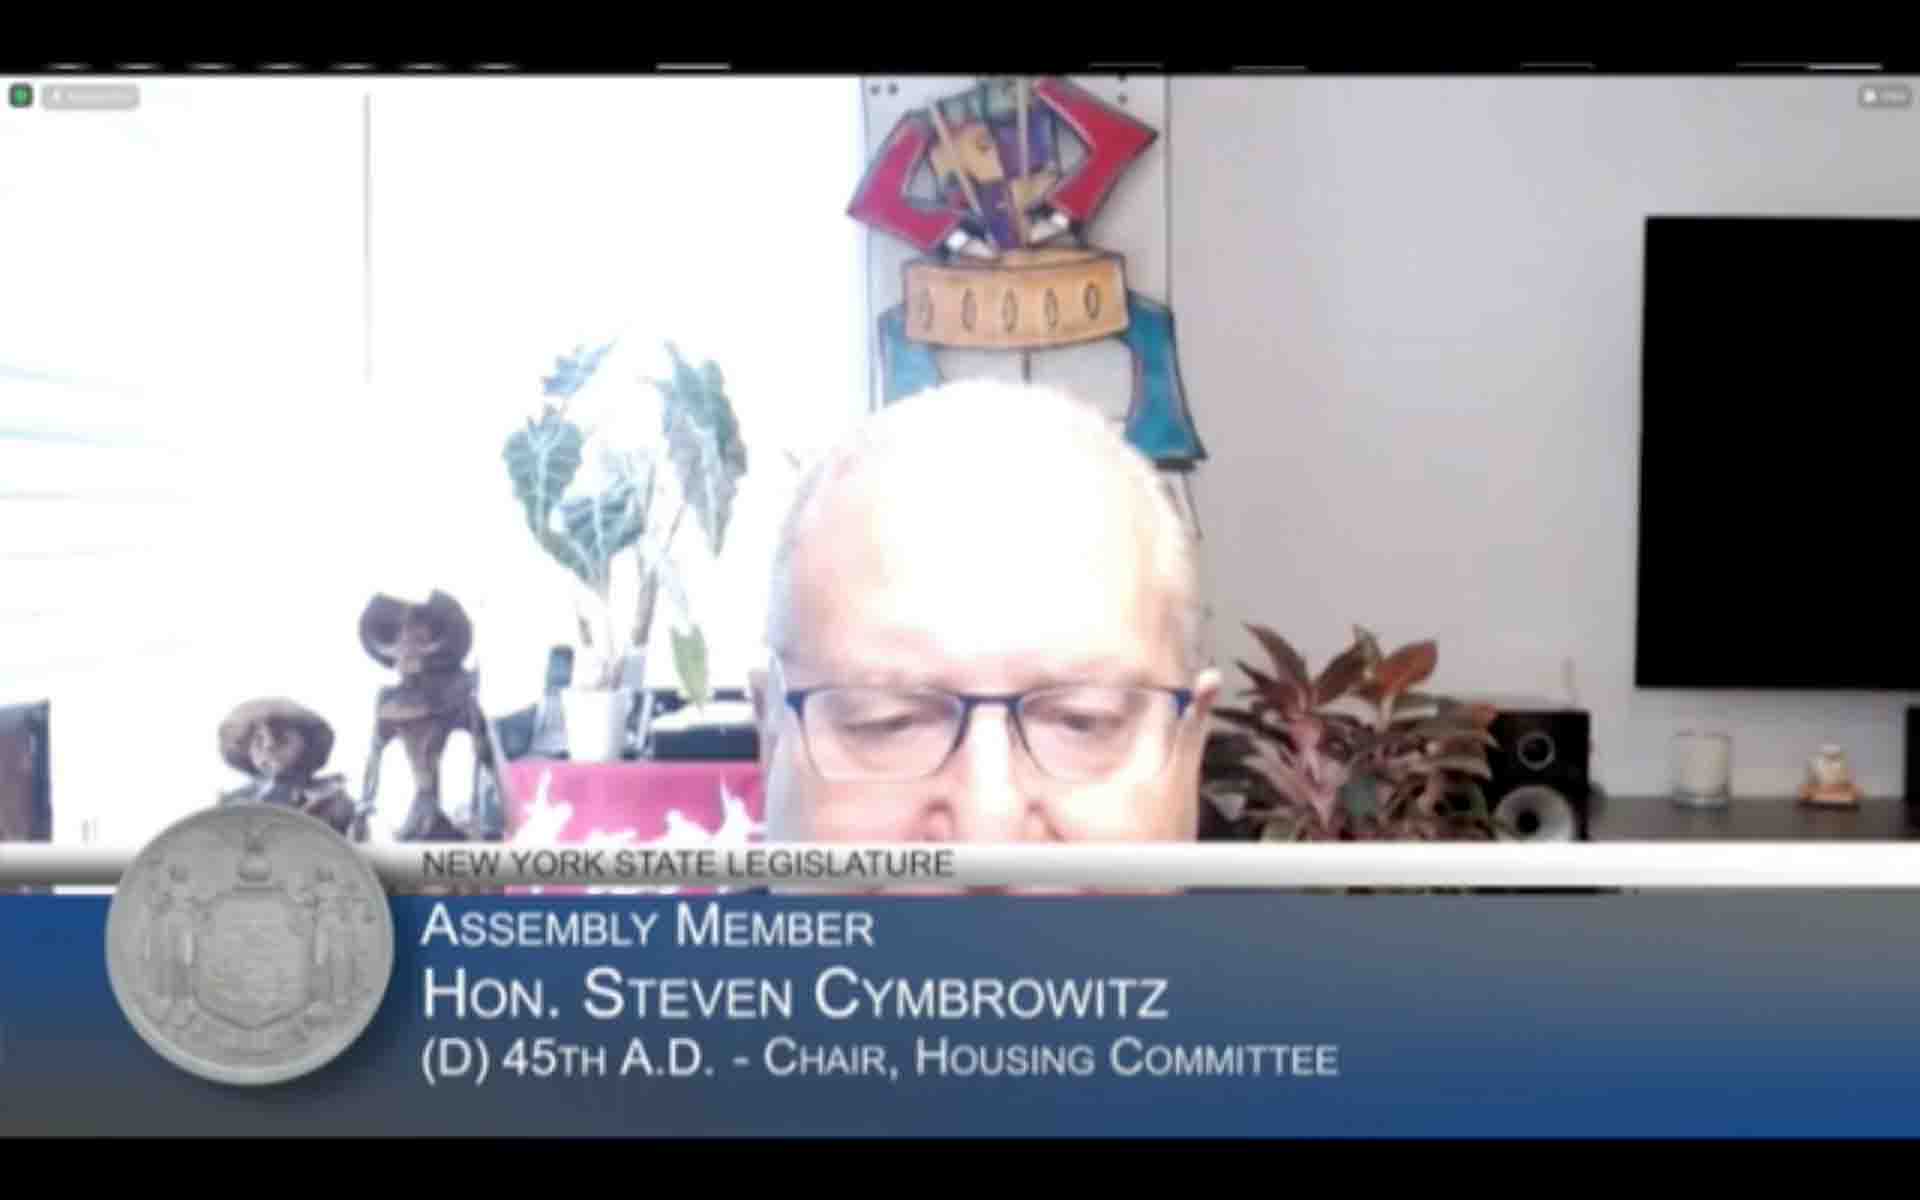 NEW YORK STATE LEGISLATURE
ASSEMBLY MEMBER
HON. STEVEN CYMBROWITZ
(D) 45TH A.D. - CHAIR, HOUSING COMMITTEE